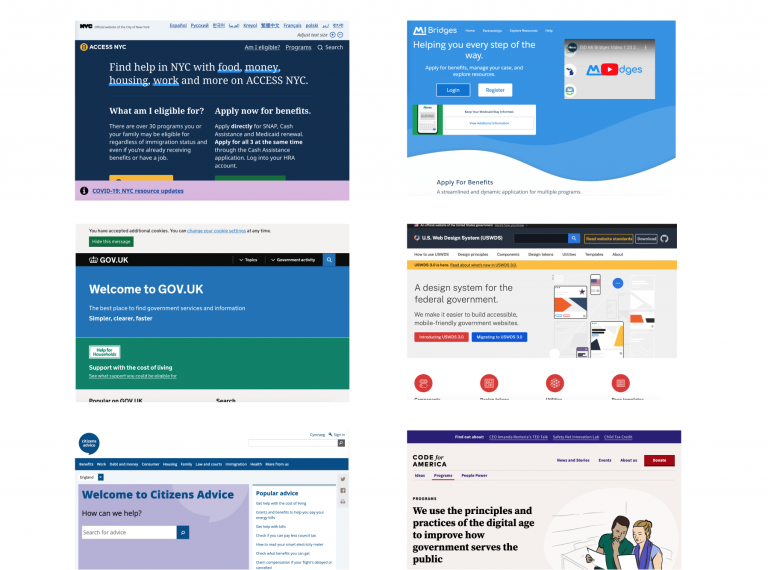 NYC Official website of the City of New York
Español Русский 한국어 العربية Kreyol 繁體中文 Français polski اردو বাংলা
Adjust text size
ACCESS NYC Am I eligible? Programs Search
Find help in NYC with food, money,
housing, work and more on ACCESS NYC.
What am I eligible for?
There are over 30 programs you or
your family may be eligible for
regardless of immigration status and
even if you're already receiving
benefits or have a job.
Apply now for benefits.
Apply directly for SNAP, Cash
Assistance and Medicaid renewal.
Apply for all 3 at the same time
through the Cash Assistance
application. Log into your HRA
account.
COVID-19: NYC resource updates
MI Bridges Home Partnerships Explore Resources Help
Helping you every step of the
way.
Apply for benefits, manage your case, and
explore resources.
Login Register
Keep Your Medicaid Stay Informed.
View Additional Information
Apply For Benefits
A streamlined and dynamic application for multiple programs.
You have accepted additional cookies. You can change your cookie settings at any time.
Hide this message
GOV.UK Topics Government activity
Welcome to GOV.UK
The best place to find government services and information
Simpler, clearer, faster
Help for
Households
Support with the cost of living
See what support you could be eligible for
Popular on GOV.UK Search
An official website of the United States government
U.S. Web Design System (USWDS) Read website standards Download
How to use USWDS Design principles Components Design tokens Utilities Templates About
USWDS 3.0 is here. Read about what's new in USWDS 3.0.
A design system for the
federal government.
We make it easier to build accessible,
mobile-friendly government websites.
Introducing USWDS 3.0 Migrating to USWDS 3.0
Components Design tokens Utilities Page templates
citizens
advice
Cymraeg Sign in
Benefits Work Debt and money Consumer Housing Family Law and courts Immigration Health More from us
England
Welcome to Citizens Advice
How can we help?
Search for advice
Popular advice
Get help with the cost of living
Grants and benefits to help you pay your
energy bills
Get help with bills
Check if you can pay less council tax
How to read your smart electricity meter
Check what benefits you can get
Claim compensation if your flight's delayed or
cancelled
Find out about: CEO Amanda Renteria's TED Talk Safety Net Innovation Lab Child Tax Credit
CODE for
AMERICA
News and Stories Events About us Donate
Ideas Programs People Power
PROGRAMS
We use the principles and
practices of the digital age
to improve how
government serves the
public